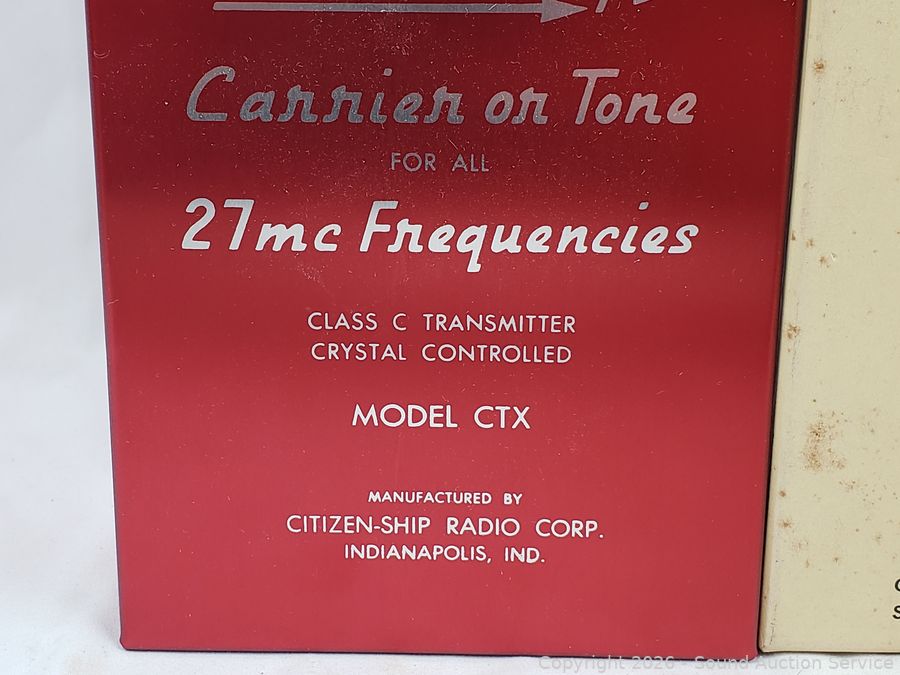 Carrier or Tone
FOR ALL
27mc Frequencies
CLASS C TRANSMITTER
CRYSTAL CONTROLLED
MODEL CTX
MANUFACTURED BY
CITIZEN-SHIP RADIO CORP.
INDIANAPOLIS, IND.
Copyright 2026 - Sound Auction Service